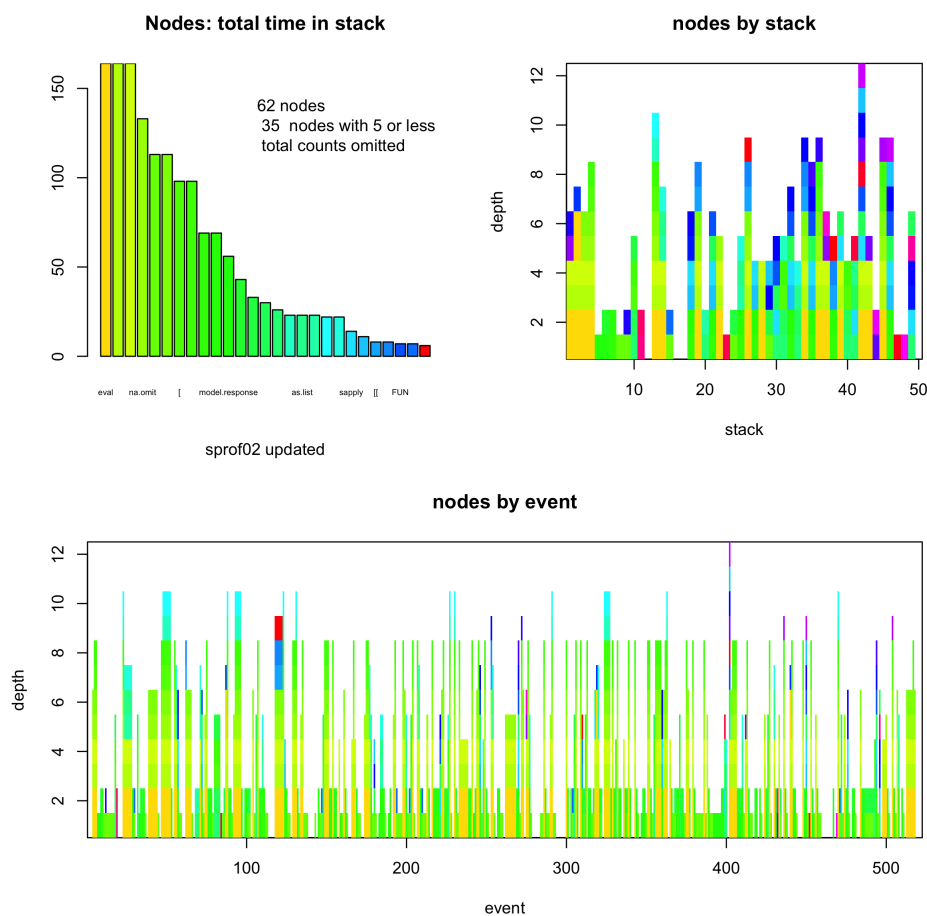 Nodes: total time in stack
150
100
50
0
62 nodes
35 nodes with 5 or less
total counts omitted
eval na.omit [ model.response as.list sapply [[ FUN
sprof02 updated
nodes by stack
12
10
8
6
4
2
depth
10 20 30 40 50
stack
nodes by event
12
10
8
6
4
2
depth
100 200 300 400 500
event